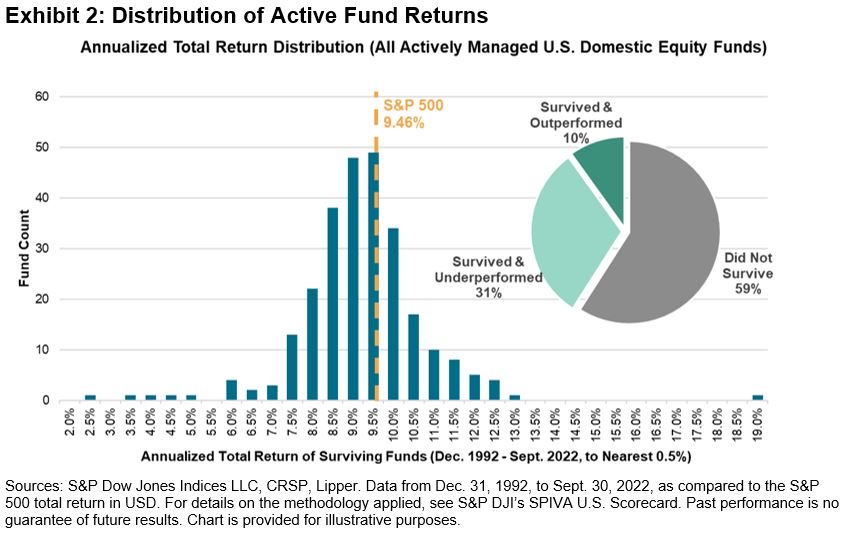 Exhibit 2: Distribution of Active Fund Returns
Annualized Total Return Distribution (All Actively Managed U.S. Domestic Equity Funds)
60
50
40
30
20
10
0
Fund Count
S&P 500
9.46%
Survived &
Outperformed
10%
Survived &
Underperformed
31%
Did Not
Survive
59%
2.0% 2.5% 3.0% 3.5% 4.0% 4.5% 5.0% 5.5% 6.0% 6.5% 7.0% 7.5% 8.0% 8.5% 9.0% 9.5% 10.0% 10.5% 11.0% 11.5% 12.0% 12.5% 13.0% 13.5% 14.0% 14.5% 15.0% 15.5% 16.0% 16.5% 17.0% 17.5% 18.0% 18.5% 19.0%
Annualized Total Return of Surviving Funds (Dec. 1992 - Sept. 2022, to Nearest 0.5%)
Sources: S&P Dow Jones Indices LLC, CRSP, Lipper. Data from Dec. 31, 1992, to Sept. 30, 2022, as compared to the S&P
500 total return in USD. For details on the methodology applied, see S&P DJI's SPIVA U.S. Scorecard. Past performance is no
guarantee of future results. Chart is provided for illustrative purposes.